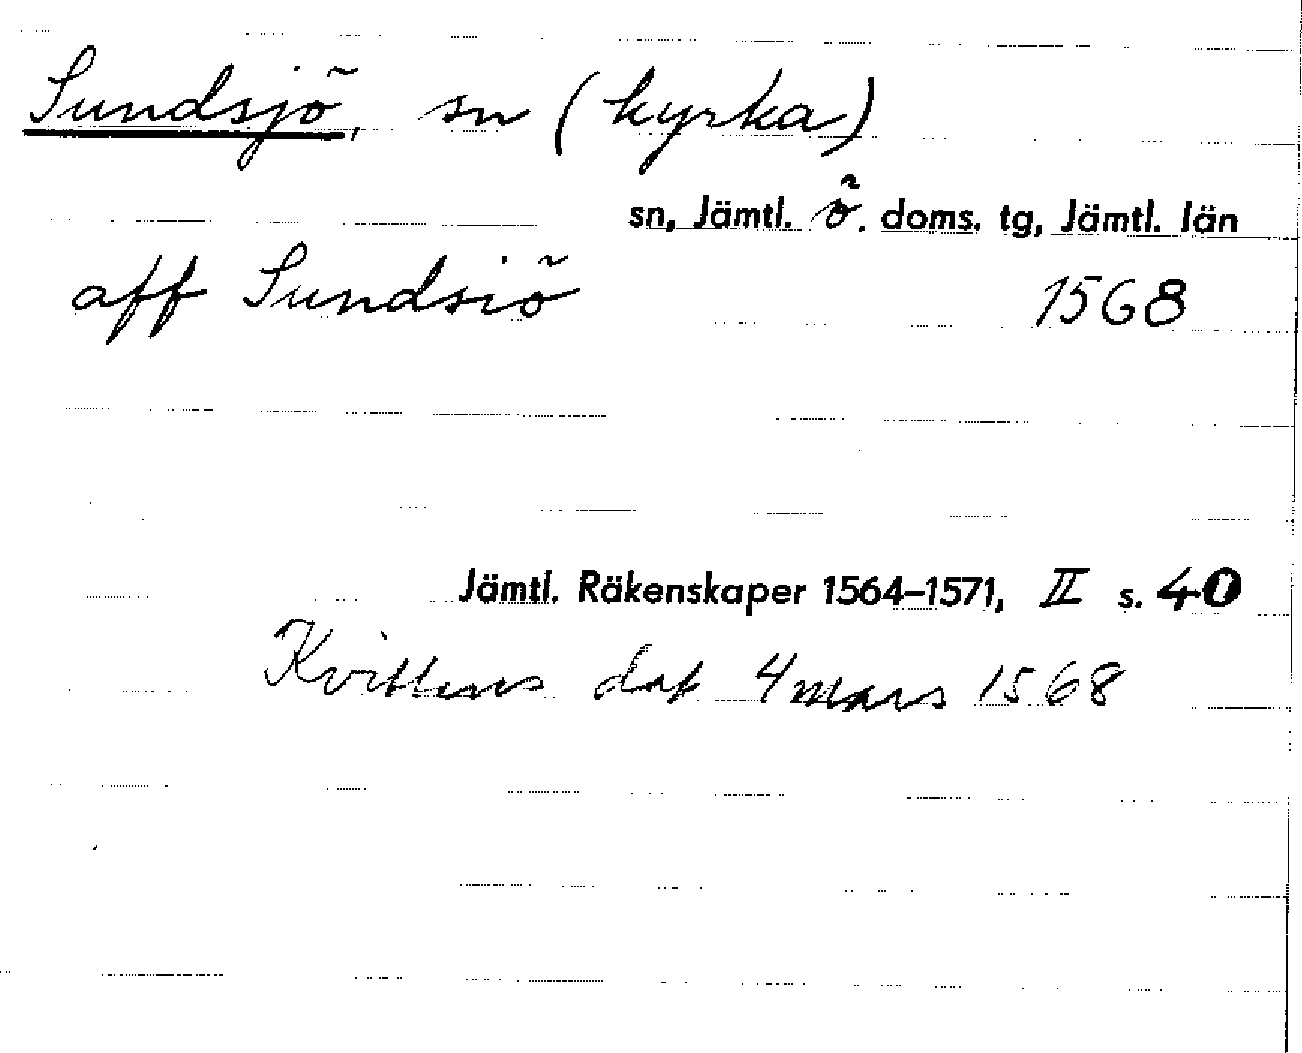 Sundsjö, sn (kyrka)
sn, Jämtl. ö. doms. tg, Jämtl. län
aff Sundsiö 1568
Jämtl. Räkenskaper 1564–1571, II s. 40
Kvittens dat 4 mars 1568